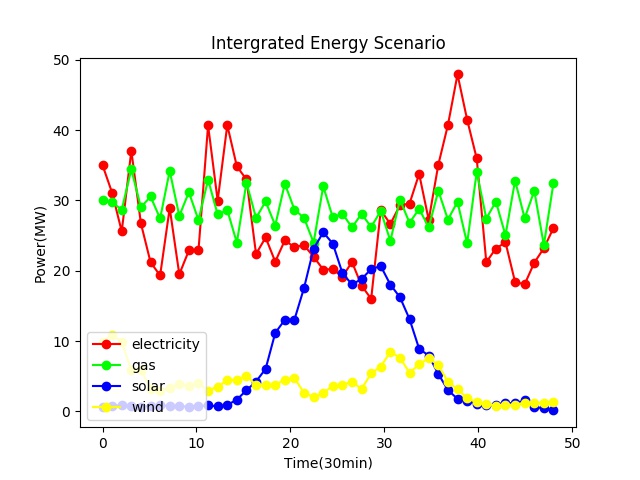 Intergrated Energy Scenario
Power(MW)
50
40
30
20
10
0
electricity
gas
solar
wind
0 10 20 30 40 50
Time(30min)